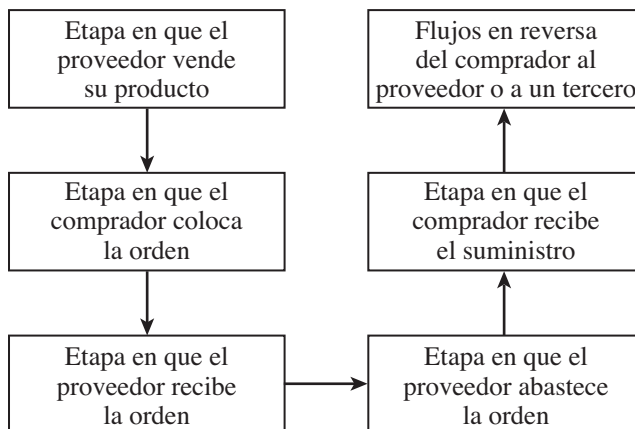 Etapa en que el
proveedor vende
su producto
Etapa en que el
comprador coloca
la orden
Etapa en que el
proveedor recibe
la orden
Etapa en que el
proveedor abastece
la orden
Etapa en que el
comprador recibe
el suministro
Flujos en reversa
del comprador al
proveedor o a un tercero